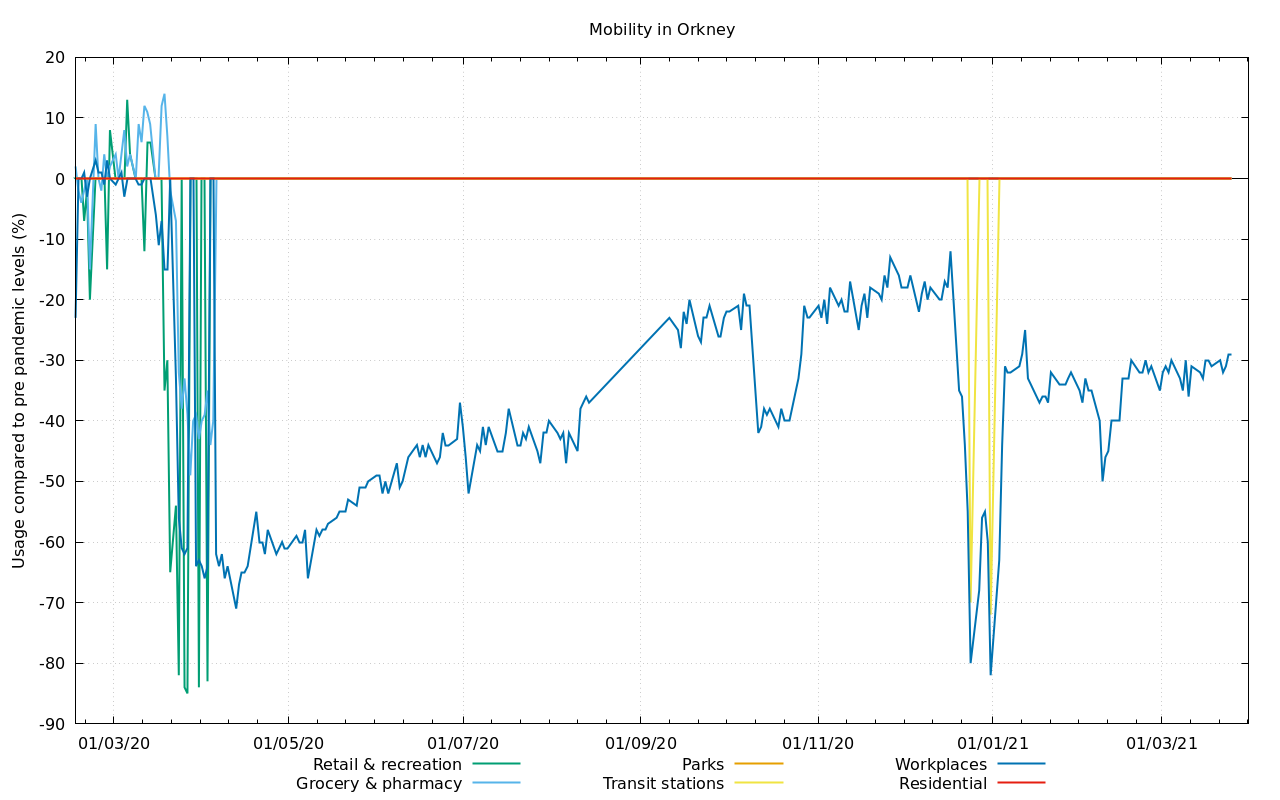 Mobility in Orkney
Usage compared to pre pandemic levels (%)
20
10
0
-10
-20
-30
-40
-50
-60
-70
-80
-90
01/03/20 01/05/20 01/07/20 01/09/20 01/11/20 01/01/21 01/03/21
Retail & recreation Parks Workplaces
Grocery & pharmacy Transit stations Residential